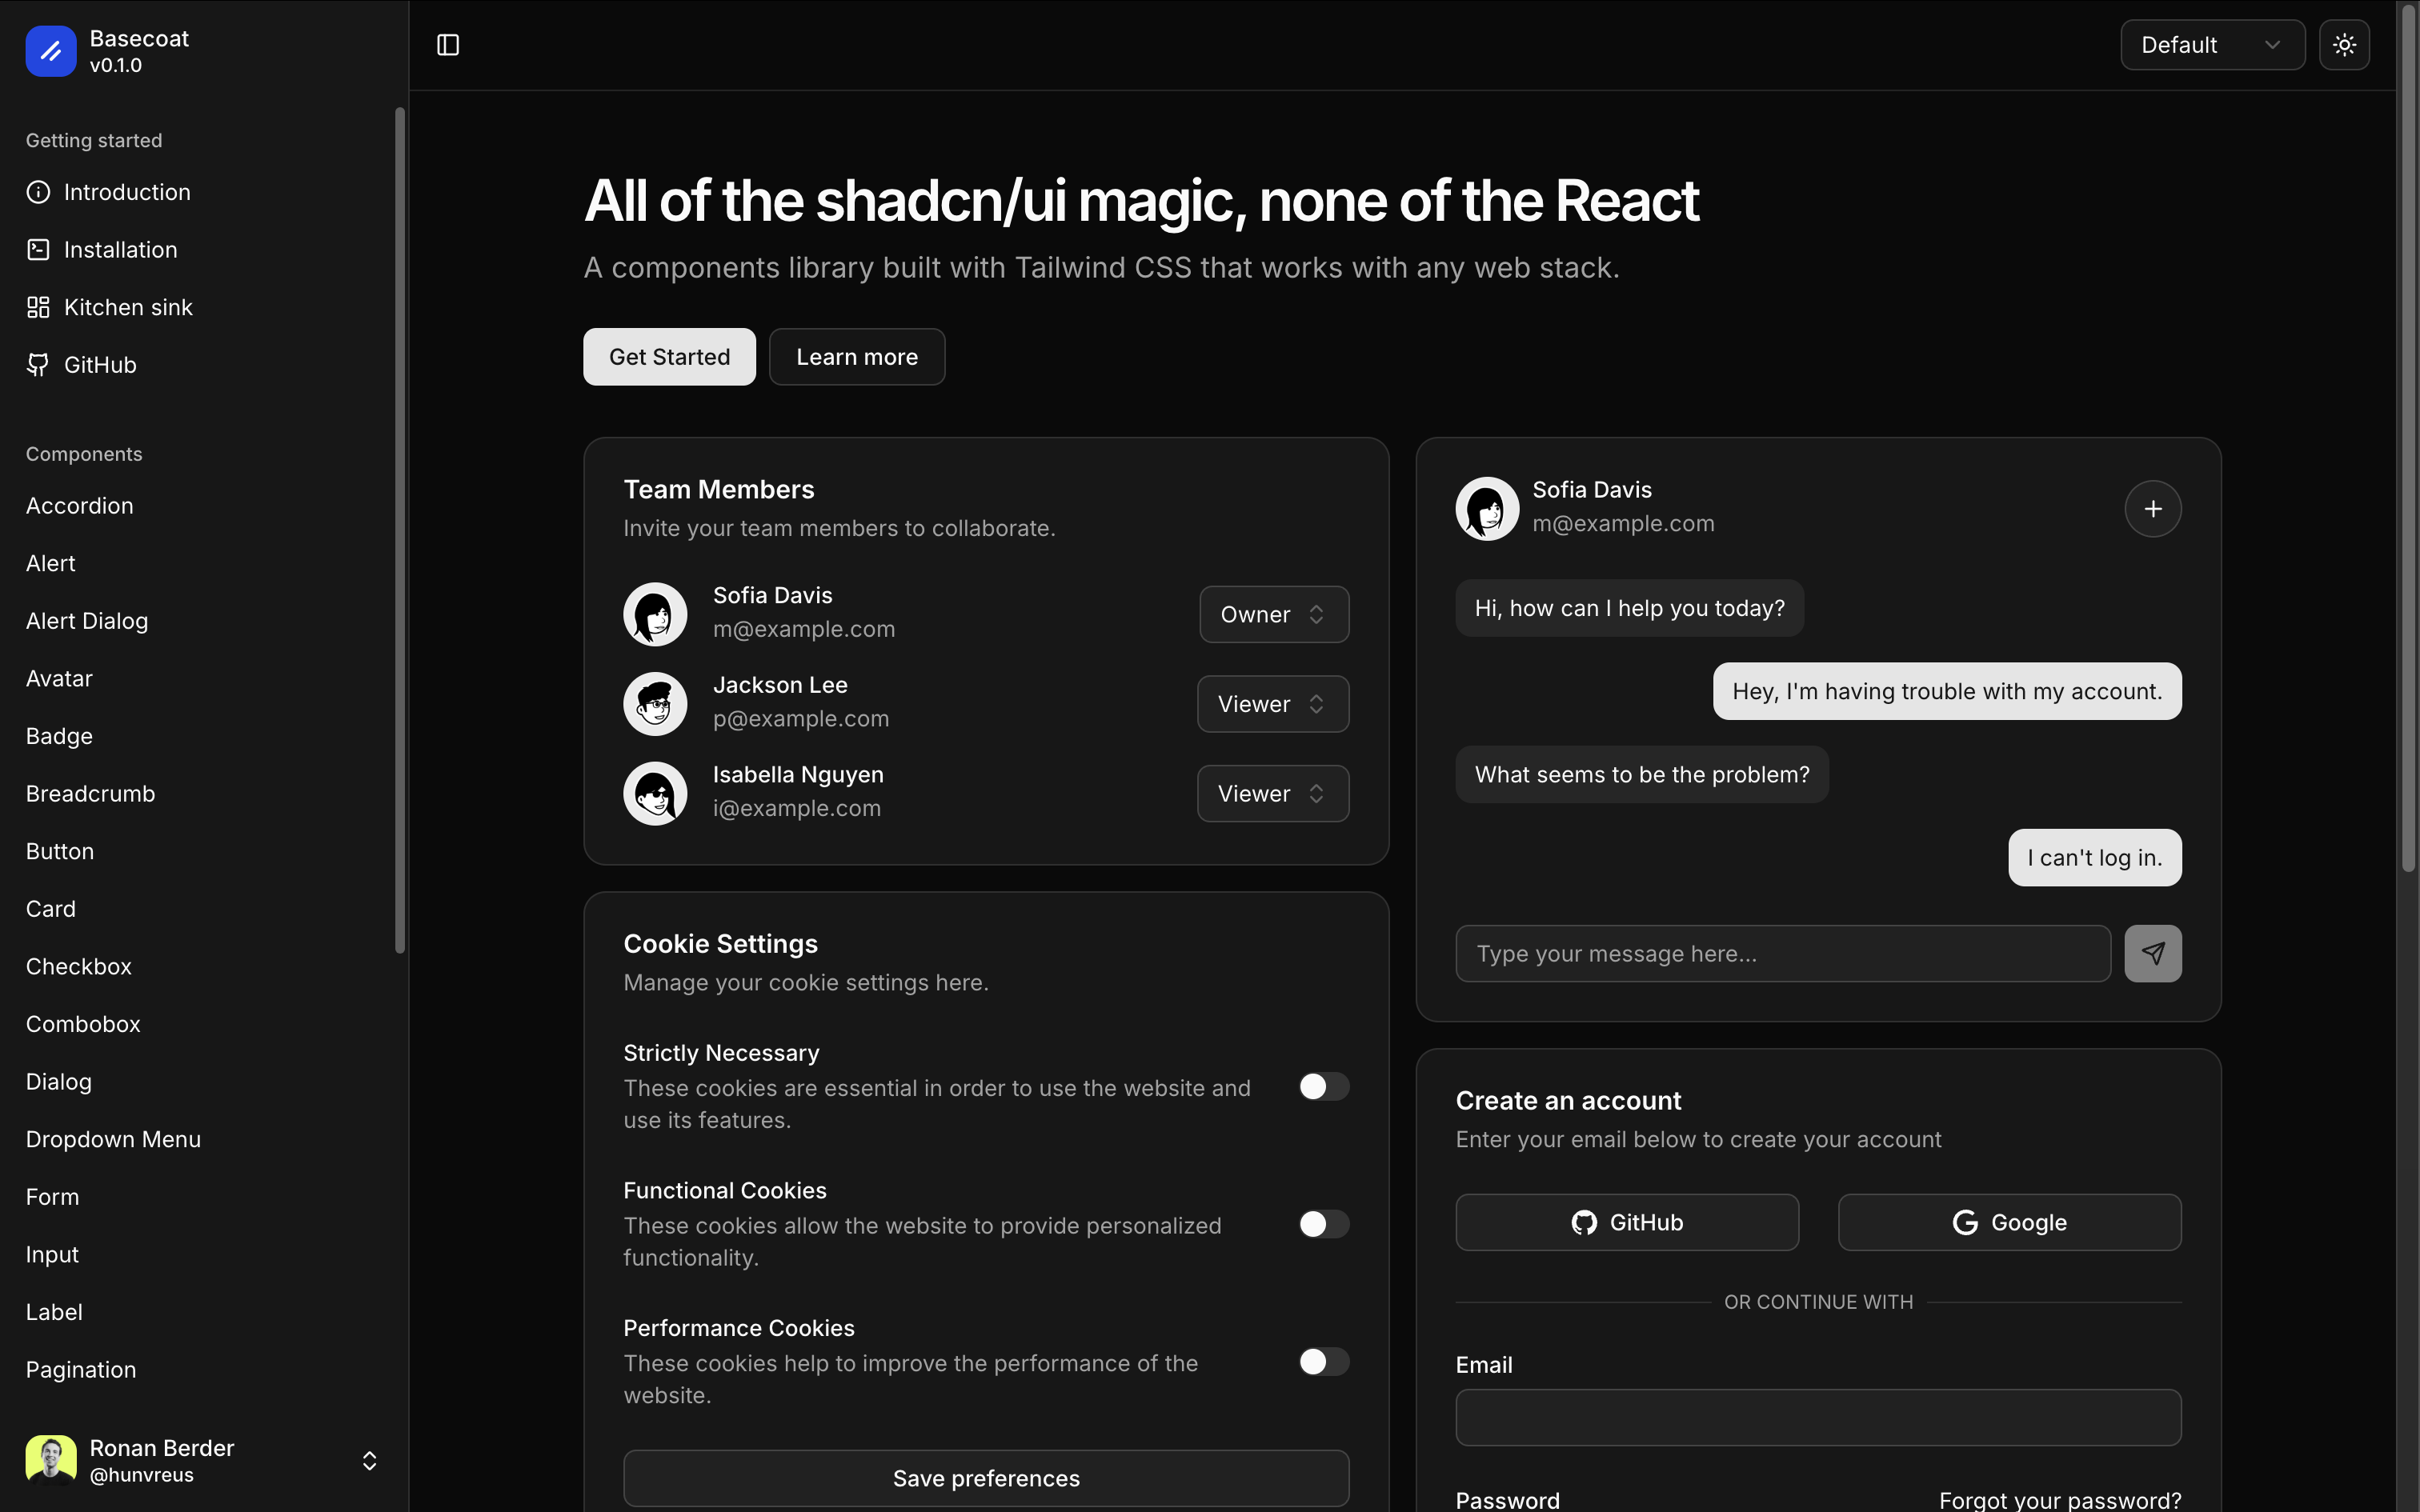 Basecoat
v0.1.0
Getting started
Introduction
Installation
Kitchen sink
GitHub
Components
Accordion
Alert
Alert Dialog
Avatar
Badge
Breadcrumb
Button
Card
Checkbox
Combobox
Dialog
Dropdown Menu
Form
Input
Label
Pagination
Ronan Berder
@hunvreus
Default
All of the shadcn/ui magic, none of the React
A components library built with Tailwind CSS that works with any web stack.
Get Started
Learn more
Team Members
Invite your team members to collaborate.
Sofia Davis
m@example.com
Owner
Jackson Lee
p@example.com
Viewer
Isabella Nguyen
i@example.com
Viewer
Cookie Settings
Manage your cookie settings here.
Strictly Necessary
These cookies are essential in order to use the website and
use its features.
Functional Cookies
These cookies allow the website to provide personalized
functionality.
Performance Cookies
These cookies help to improve the performance of the
website.
Save preferences
Sofia Davis
m@example.com
Hi, how can I help you today?
Hey, I'm having trouble with my account.
What seems to be the problem?
I can't log in.
Type your message here...
Create an account
Enter your email below to create your account
GitHub
Google
OR CONTINUE WITH
Email
Password
Forgot your password?